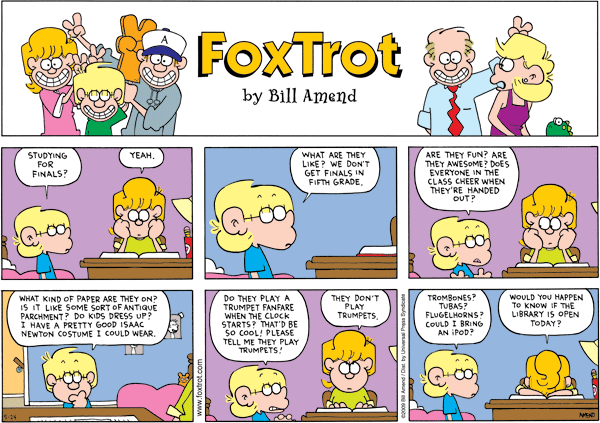 A
FoxTrot
by Bill Amend
STUDYING
FOR
FINALS?
YEAH.
WHAT ARE THEY
LIKE? WE DON'T
GET FINALS IN
FIFTH GRADE.
ARE THEY FUN? ARE
THEY AWESOME? DOES
EVERYONE IN THE
CLASS CHEER WHEN
THEY'RE HANDED
OUT?
WHAT KIND OF PAPER ARE THEY ON?
IS IT LIKE SOME SORT OF ANTIQUE
PARCHMENT? DO KIDS DRESS UP?
I HAVE A PRETTY GOOD ISAAC
NEWTON COSTUME I COULD WEAR.
5-24
www.foxtrot.com
DO THEY PLAY A
TRUMPET FANFARE
WHEN THE CLOCK
STARTS? THAT'D BE
SO COOL! PLEASE
TELL ME THEY PLAY
TRUMPETS!
THEY DON'T
PLAY
TRUMPETS.
©2009 Bill Amend / Dist. by Universal Press Syndicate
TROMBONES?
TUBAS?
FLUGELHORNS?
COULD I BRING
AN iPOD?
WOULD YOU HAPPEN
TO KNOW IF THE
LIBRARY IS OPEN
TODAY?
AMEND